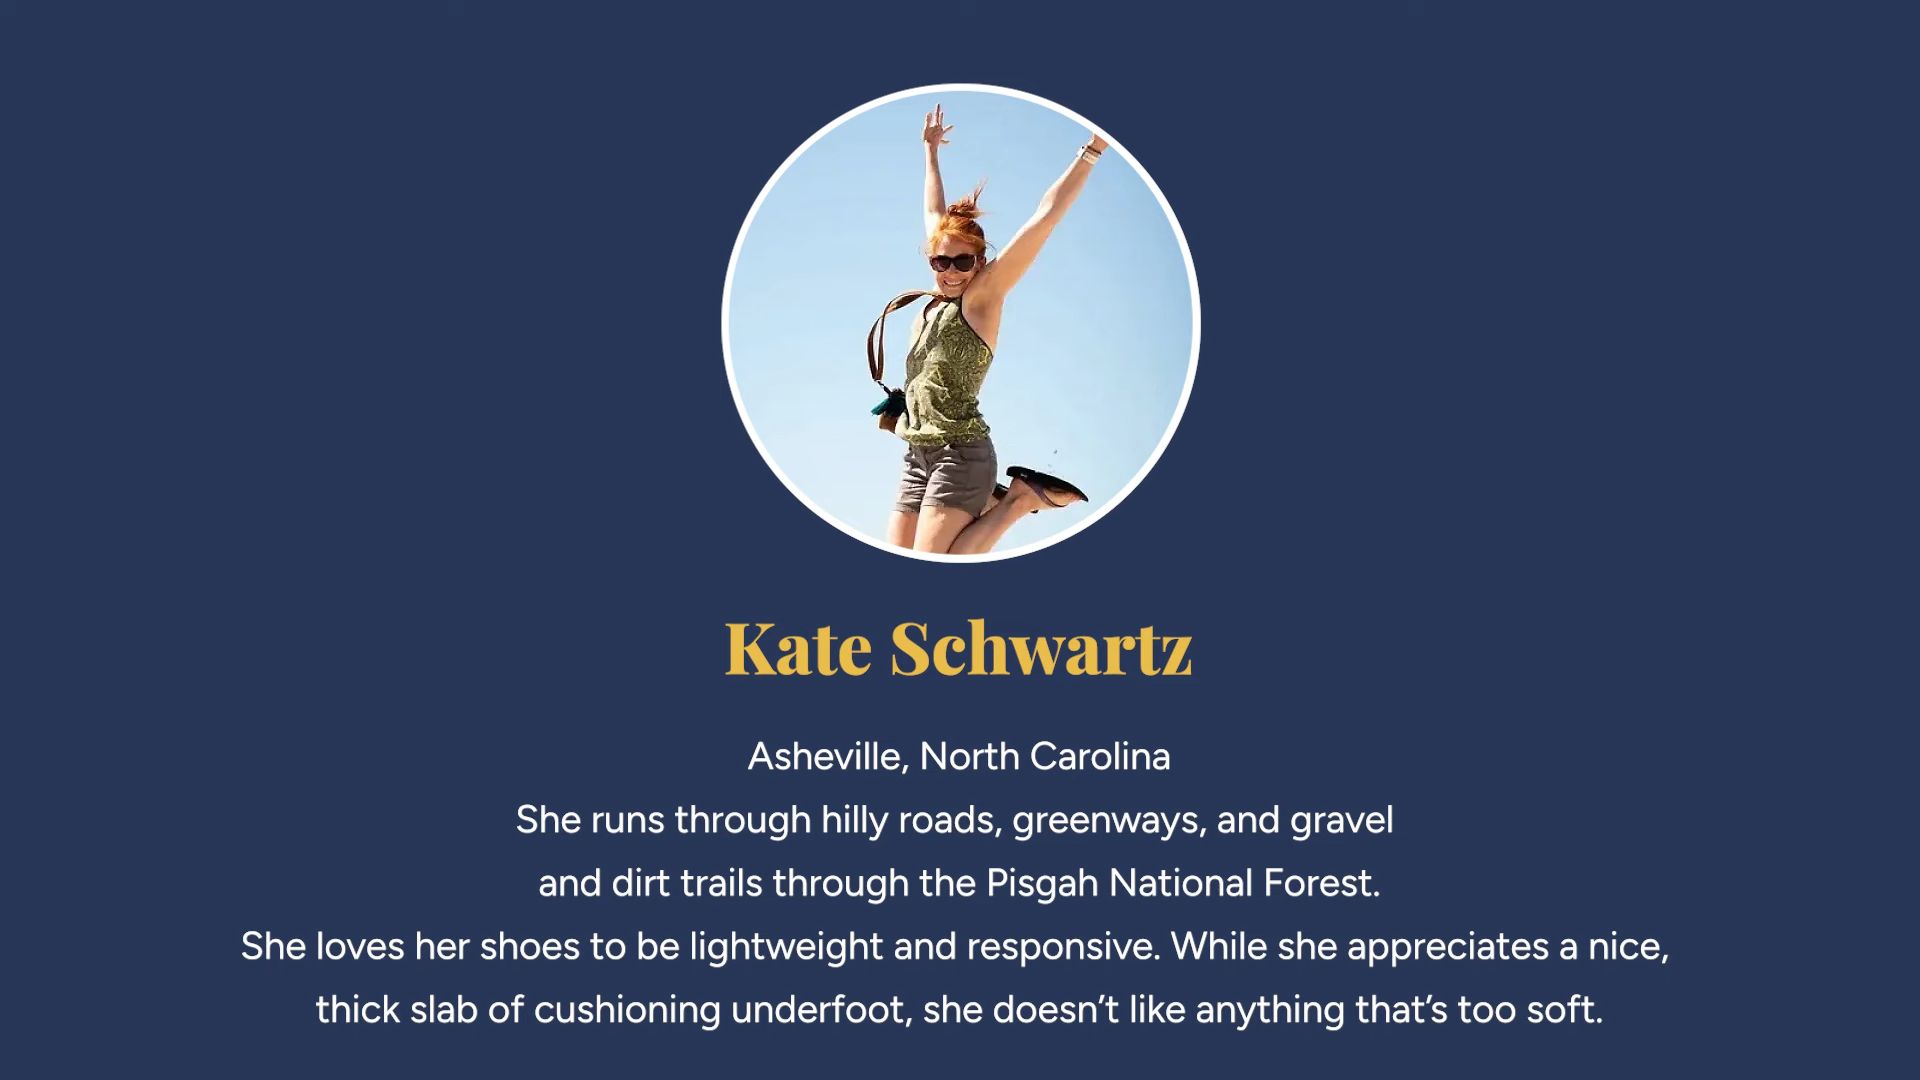 Kate Schwartz
Asheville, North Carolina
She runs through hilly roads, greenways, and gravel
and dirt trails through the Pisgah National Forest.
She loves her shoes to be lightweight and responsive. While she appreciates a nice,
thick slab of cushioning underfoot, she doesn’t like anything that’s too soft.